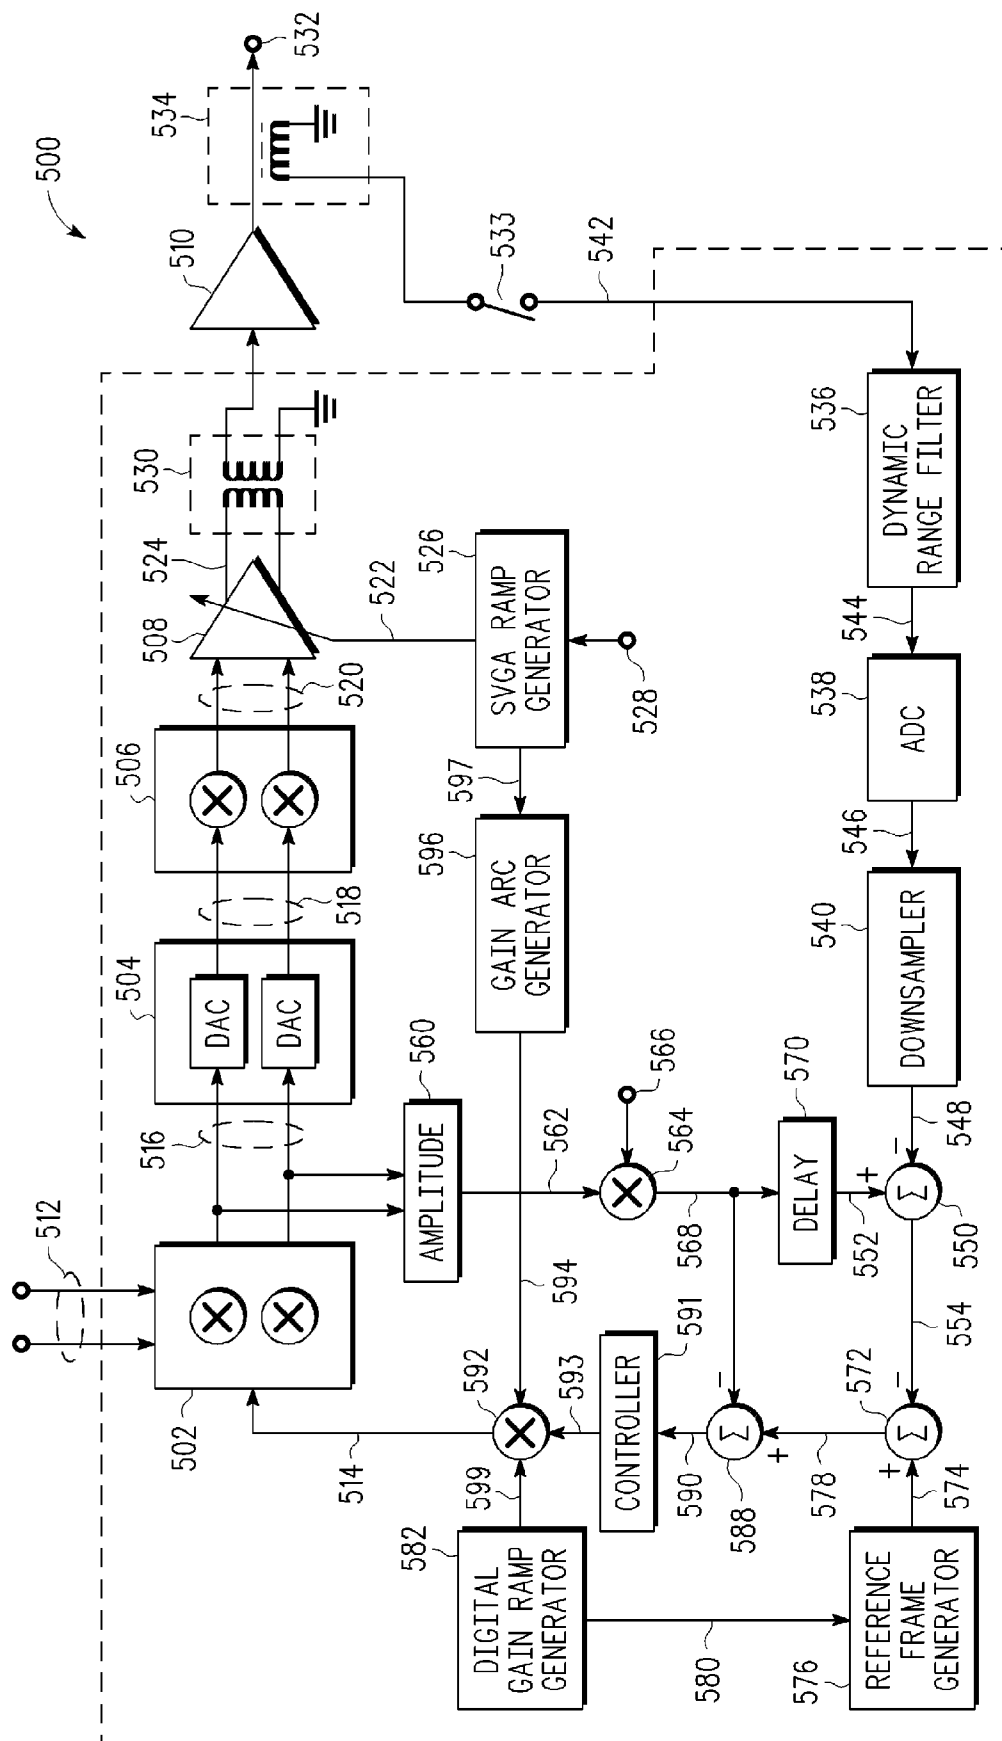 500
512
502
516
504
DAC
DAC
518
506
520
508
524
530
510
534
532
514
AMPLITUDE
560
522
533
542
582
DIGITAL
GAIN RAMP
GENERATOR
599
592
594
GAIN ARC
GENERATOR
596
597
SVGA RAMP
GENERATOR
526
528
593
CONTROLLER
591
562
564
566
590
588
Σ
−
+
568
DELAY
570
580
578
552
+
576
REFERENCE
FRAME
GENERATOR
574
+
572
Σ
−
554
550
Σ
−
548
DOWNSAMPLER
540
546
ADC
538
544
DYNAMIC
RANGE FILTER
536